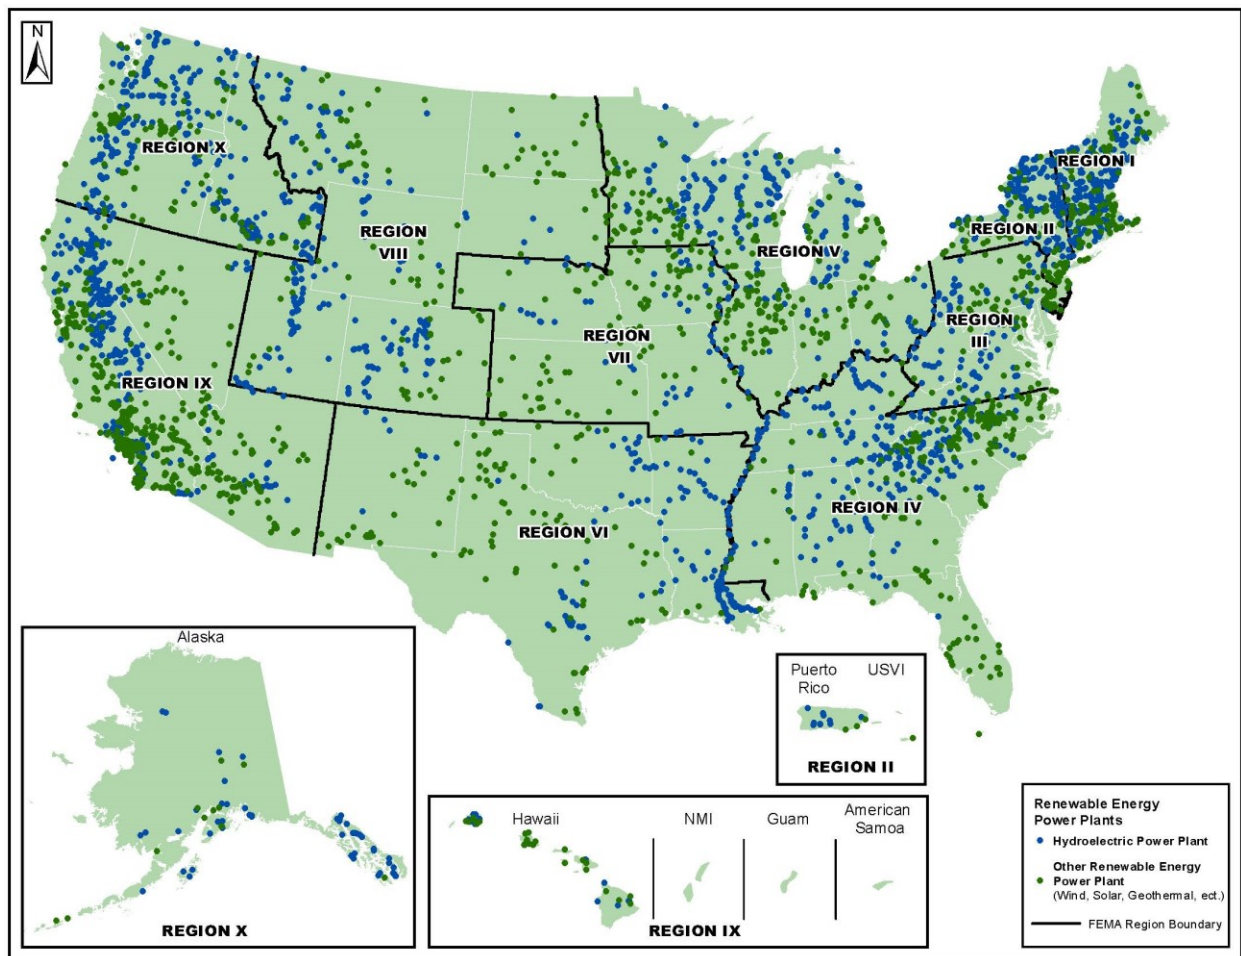 N
REGION X
REGION
VIII
REGION V
REGION I
REGION II
REGION
III
REGION
VII
REGION IX
REGION IV
REGION VI
Alaska
REGION X
Puerto
Rico
USVI
REGION II
Hawaii
NMI
Guam
American
Samoa
REGION IX
Renewable Energy
Power Plants
Hydroelectric Power Plant
Other Renewable Energy
Power Plant
(Wind, Solar, Geothermal, ect.)
FEMA Region Boundary